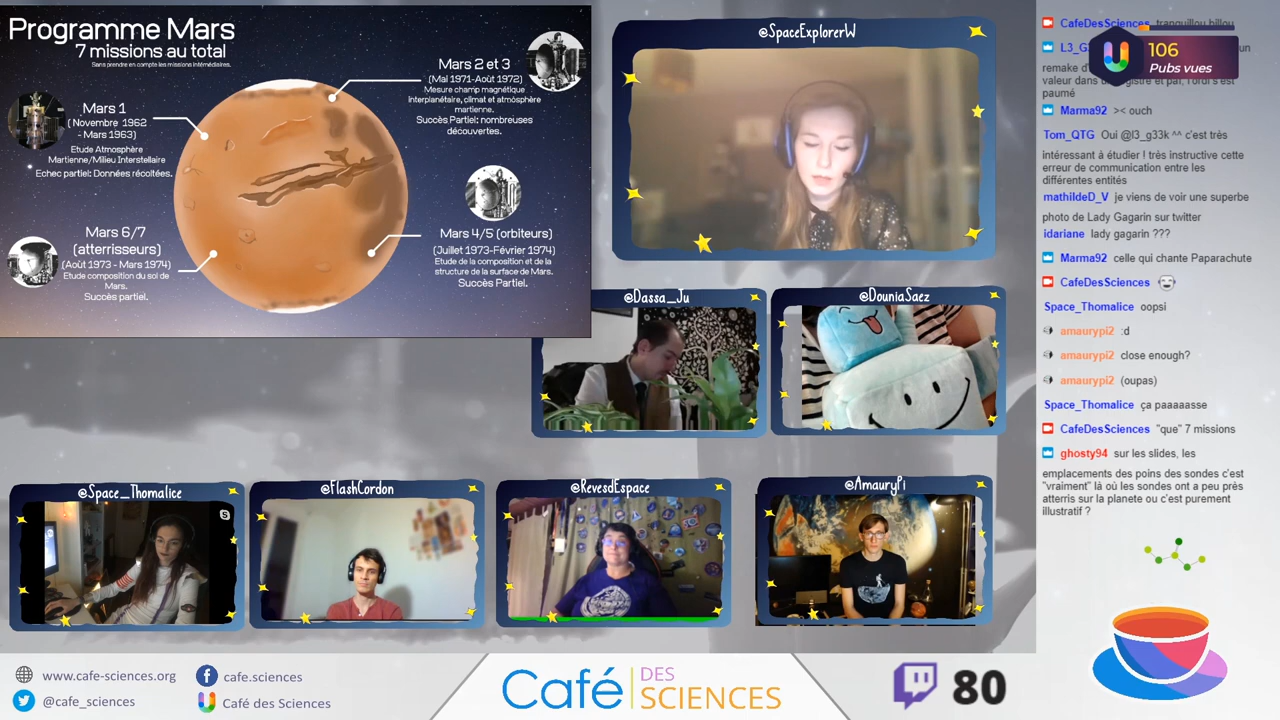 Programme Mars
7 missions au total
Sans prendre en compte les missions intémédiaires.
Mars 1
( Novembre 1962
- Mars 1963)
Etude Atmosphère
Martienne/Milieu Interstellaire
Echec partiel: Données récoltées.
Mars 2 et 3
(Mai 1971-Août 1972)
Mesure champ magnétique
interplanétaire, climat et atmosphère
martienne.
Succès Partiel: nombreuses
découvertes.
Mars 6/7
(atterrisseurs)
(Août 1973 - Mars 1974)
Etude composition du soi de
Mars.
Succès partiel.
Mars 4/5 (orbiteurs)
(Juillet 1973-Février 1974)
Etude de la composition et de la
structure de la surface de Mars.
Succès Partiel.
@SpaceExplorerW
@Dassa_Ju
@DouniaSaez
@Space_Thomalice
@FlashCordon
@RevesdEspace
@AmauryPi
CafeDesSciences tranquillou billou
106
Pubs vues
un
remake d'
valeur dans
paumé
Marma92 >< ouch
Tom_QTG Oui @l3_g33k ^^ c'est très
intéressant à étudier ! très instructive cette
erreur de communication entre les
différentes entités
mathildeD_V je viens de voir une superbe
photo de Lady Gagarin sur twitter
idariane lady gagarin ???
Marma92 celle qui chante Paparachute
CafeDesSciences
Space_Thomalice oopsi
amaurypi2 :d
amaurypi2 close enough?
amaurypi2 (oupas)
Space_Thomalice ça paaaaasse
CafeDesSciences "que" 7 missions
ghosty94 sur les slides, les
emplacements des poins des sondes c'est
"vraiment" là où les sondes ont a peu près
atterris sur la planete ou c'est purement
illustratif ?
www.cafe-sciences.org
cafe.sciences
@cafe_sciences
Café des Sciences
Café DES SCIENCES
80